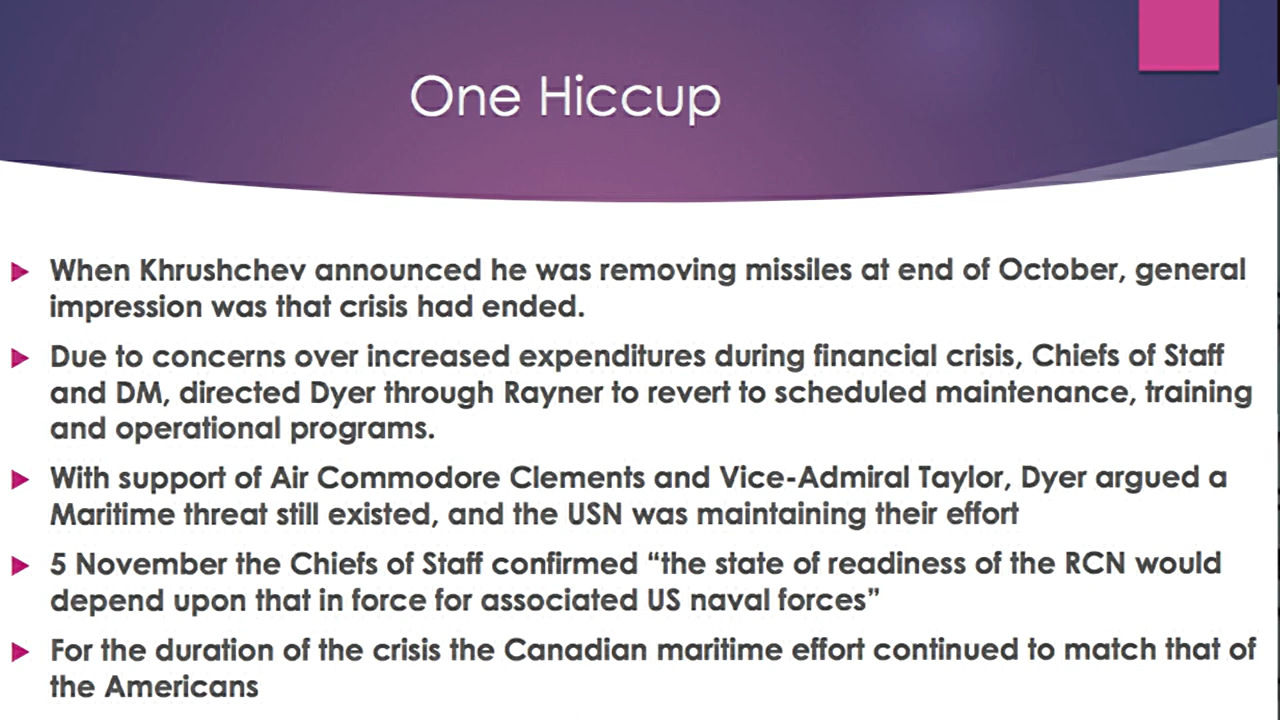 One Hiccup
When Khrushchev announced he was removing missiles at end of October, general
impression was that crisis had ended.
Due to concerns over increased expenditures during financial crisis, Chiefs of Staff
and DM, directed Dyer through Rayner to revert to scheduled maintenance, training
and operational programs.
With support of Air Commodore Clements and Vice-Admiral Taylor, Dyer argued a
Maritime threat still existed, and the USN was maintaining their effort
5 November the Chiefs of Staff confirmed “the state of readiness of the RCN would
depend upon that in force for associated US naval forces”
For the duration of the crisis the Canadian maritime effort continued to match that of
the Americans